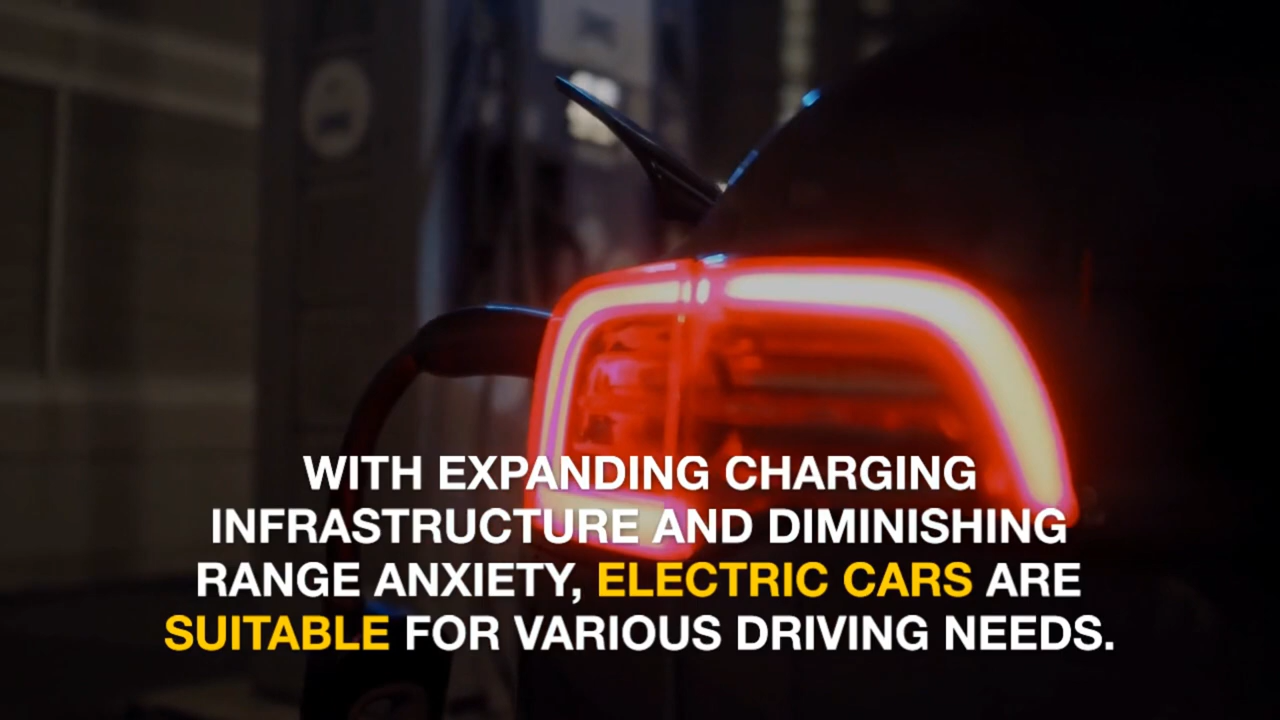 WITH EXPANDING CHARGING
INFRASTRUCTURE AND DIMINISHING
RANGE ANXIETY, ELECTRIC CARS ARE
SUITABLE FOR VARIOUS DRIVING NEEDS.